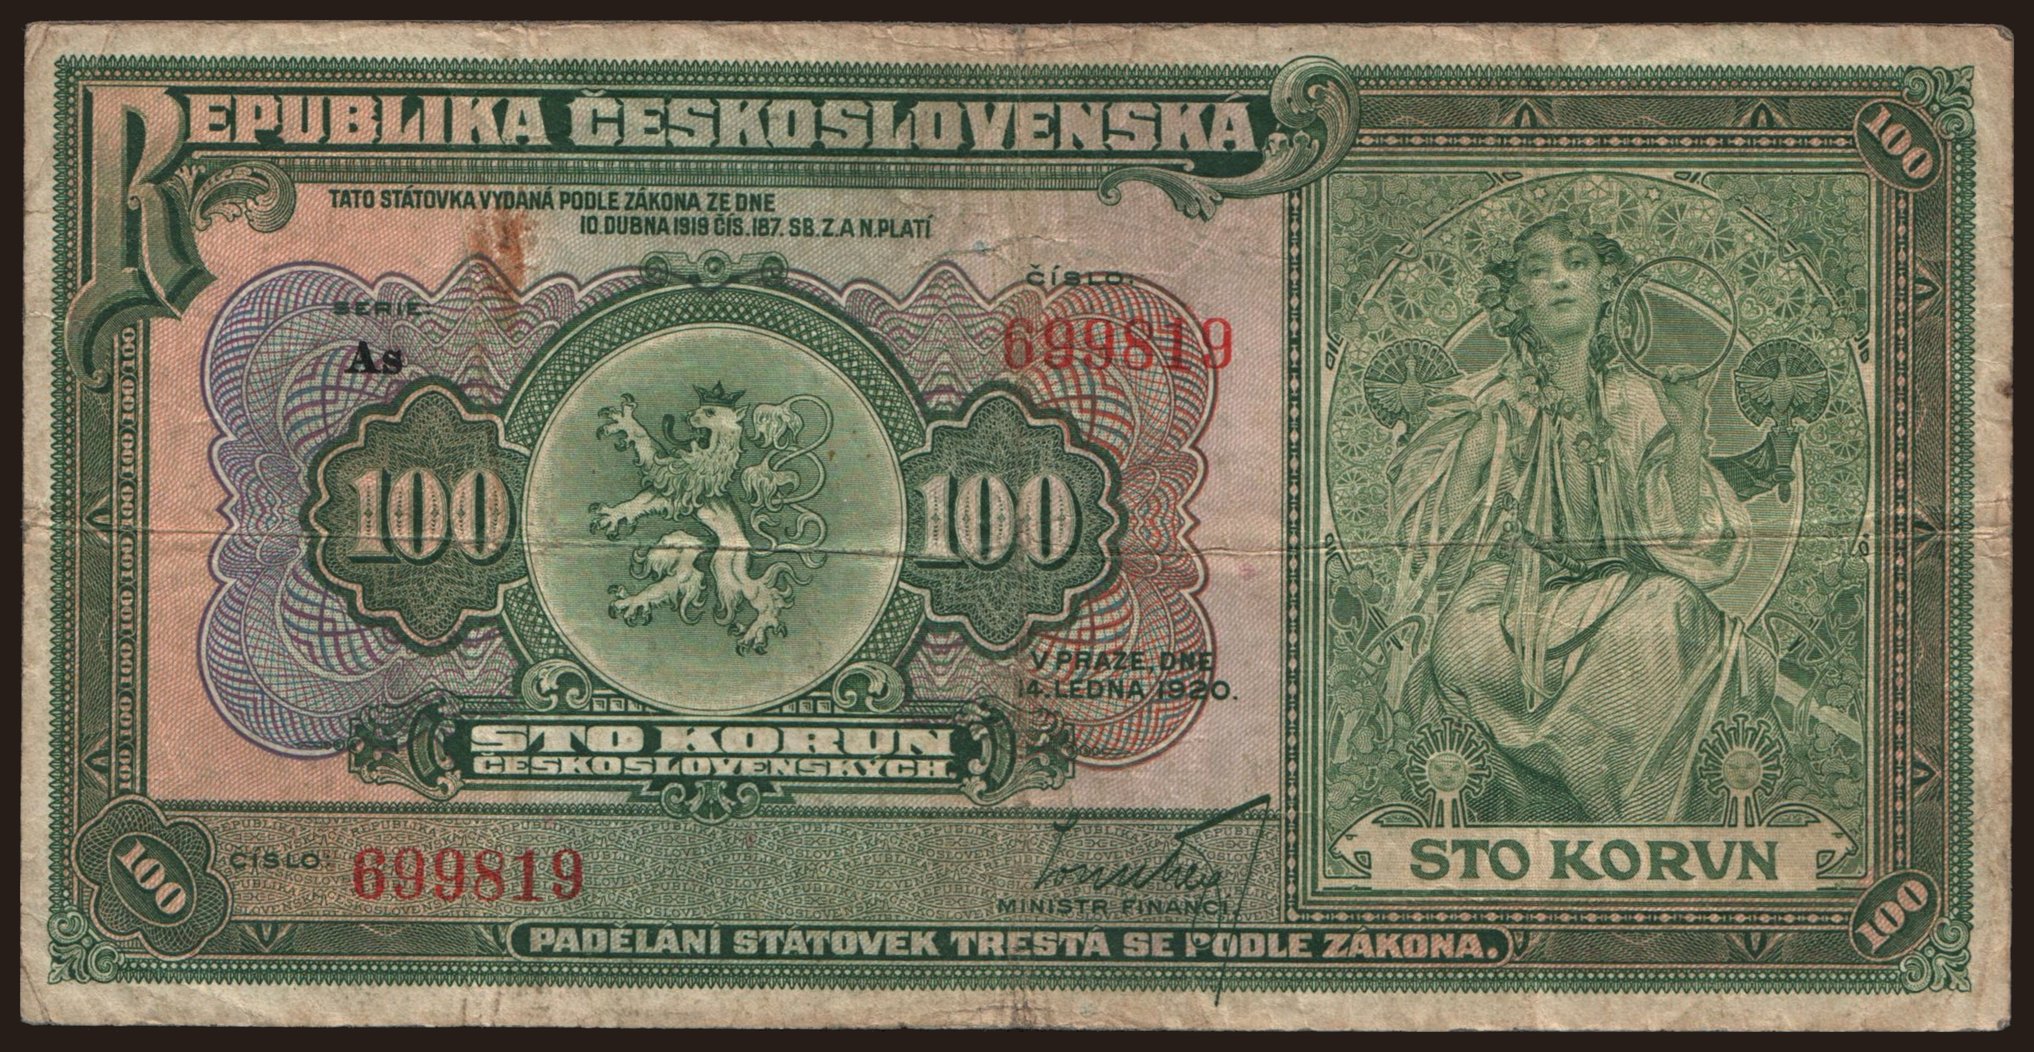 REPUBLIKA ČESKOSLOVENSKÁ
100
TATO STÁTOVKA VYDANÁ PODLE ZÁKONA ZE DNE
10. DUBNA 1919 ČÍS. 187. SB. Z. A N. PLATÍ
SERIE:
As
ČÍSLO:
699819
100
100
V PRAZE, DNE
14. LEDNA 1920.
STO KORUN
ČESKOSLOVENSKÝCH.
100
ČÍSLO:
699819
MINISTR FINANCÍ.
STO KORVN
100
PADĚLÁNÍ STÁTOVEK TRESTÁ SE PODLE ZÁKONA.